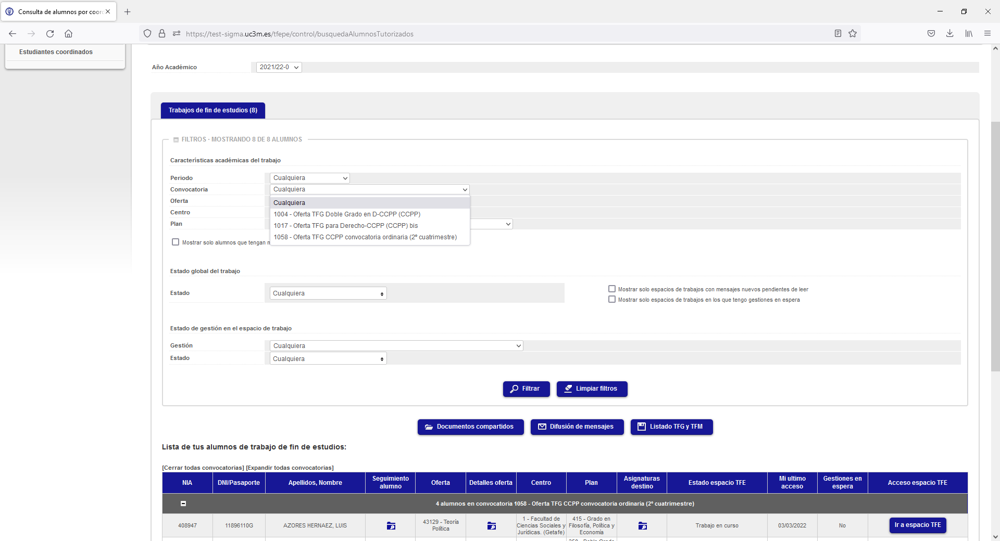 Consulta de alumnos por coor
https://test-sigma.uc3m.es/tfepe/control/busquedaAlumnosTutorizados
Estudiantes coordinados
Año Académico
2021/22-0
Trabajos de fin de estudios (8)
FILTROS - MOSTRANDO 8 DE 8 ALUMNOS
Características académicas del trabajo
Periodo
Cualquiera
Convocatoria
Cualquiera
Oferta
Cualquiera
Centro
1004 - Oferta TFG Doble Grado en D-CCPP (CCPP)
Plan
1017 - Oferta TFG para Derecho-CCPP (CCPP) bis
1058 - Oferta TFG CCPP convocatoria ordinaria (2º cuatrimestre)
Mostrar solo alumnos que tengan
Estado global del trabajo
Estado
Cualquiera
Mostrar solo espacios de trabajos con mensajes nuevos pendientes de leer
Mostrar solo espacios de trabajos en los que tengo gestiones en espera
Estado de gestión en el espacio de trabajo
Gestión
Cualquiera
Estado
Cualquiera
Filtrar
Limpiar filtros
Documentos compartidos
Difusión de mensajes
Listado TFG y TFM
Lista de tus alumnos de trabajo de fin de estudios:
[Cerrar todas convocatorias] [Expandir todas convocatorias]
NIA
DNI/Pasaporte
Apellidos, Nombre
Seguimiento alumno
Oferta
Detalles oferta
Centro
Plan
Asignaturas destino
Estado espacio TFE
Mi ultimo acceso
Gestiones en espera
Acceso espacio TFE
4 alumnos en convocatoria 1058 - Oferta TFG CCPP convocatoria ordinaria (2º cuatrimestre)
408947
11896110G
AZORES HERNAEZ, LUIS
43129 - Teoría Política
1 - Facultad de Ciencias Sociales y Jurídicas. (Getafe)
415 - Grado en Filosofía, Política y Economía
Trabajo en curso
03/03/2022
No
Ir a espacio TFE